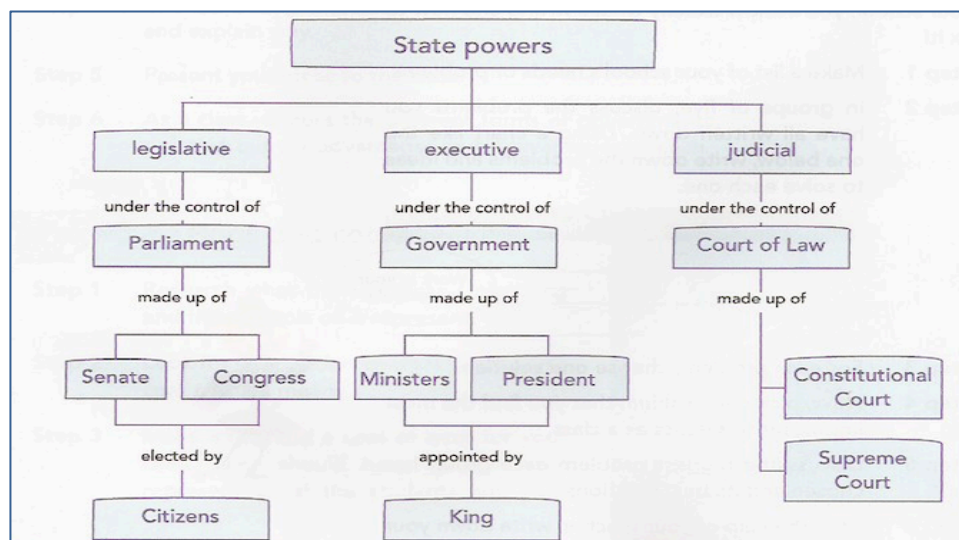 State powers
legislative
executive
judicial
under the control of
under the control of
under the control of
Parliament
Government
Court of Law
made up of
made up of
made up of
Senate
Congress
Ministers
President
Constitutional
Court
Supreme
Court
elected by
appointed by
Citizens
King